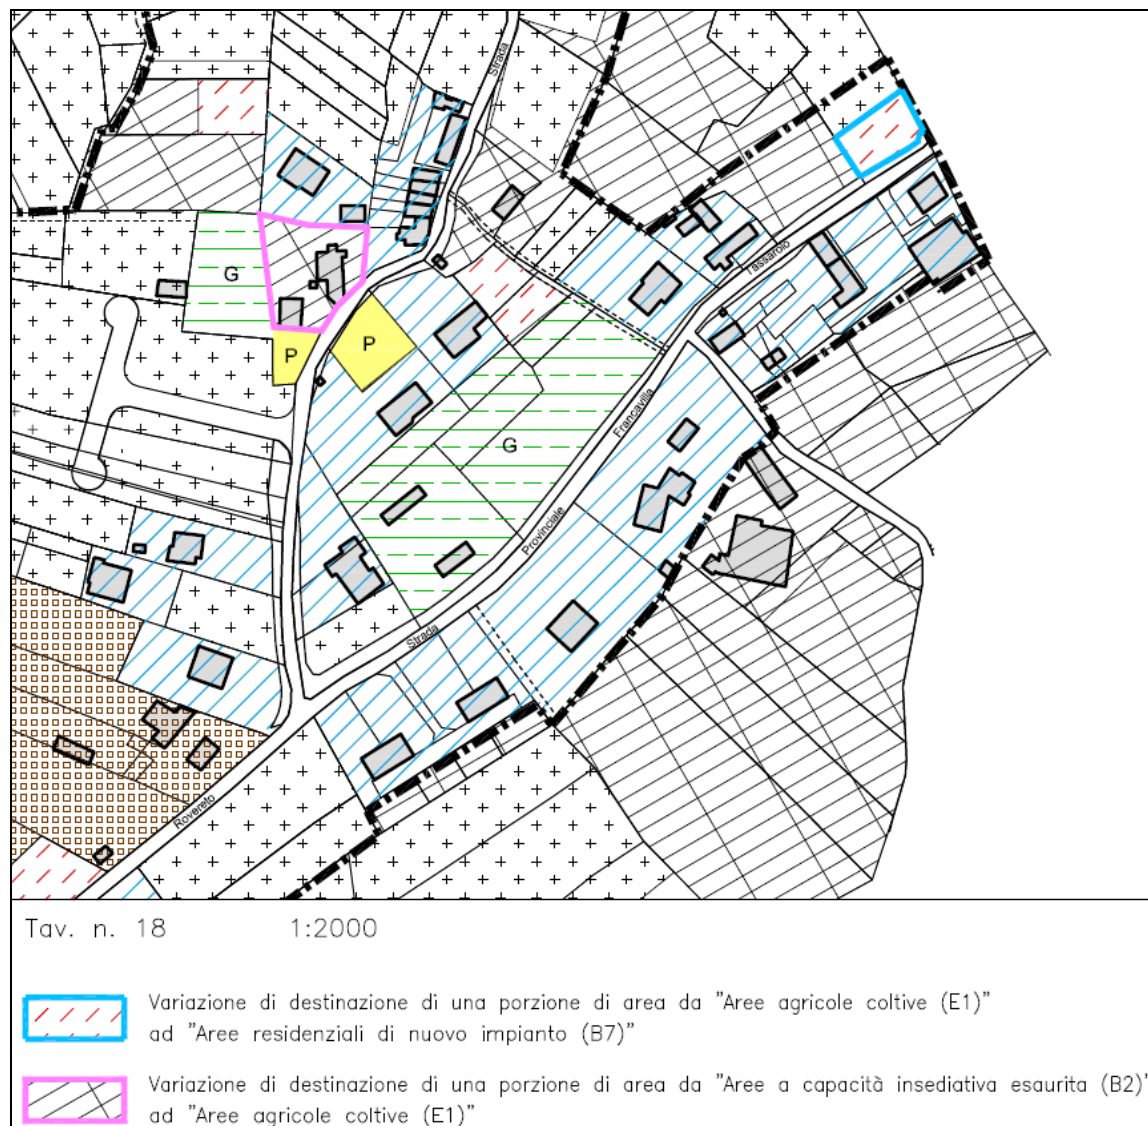 Strada
Tassarolo
G
P
P
Francavilla
G
Provinciale
Strada
Rovereto
Tav. n. 18 1:2000
Variazione di destinazione di una porzione di area da "Aree agricole coltive (E1)"
ad "Aree residenziali di nuovo impianto (B7)"
Variazione di destinazione di una porzione di area da "Aree a capacità insediativa esaurita (B2)"
ad "Aree agricole coltive (E1)"